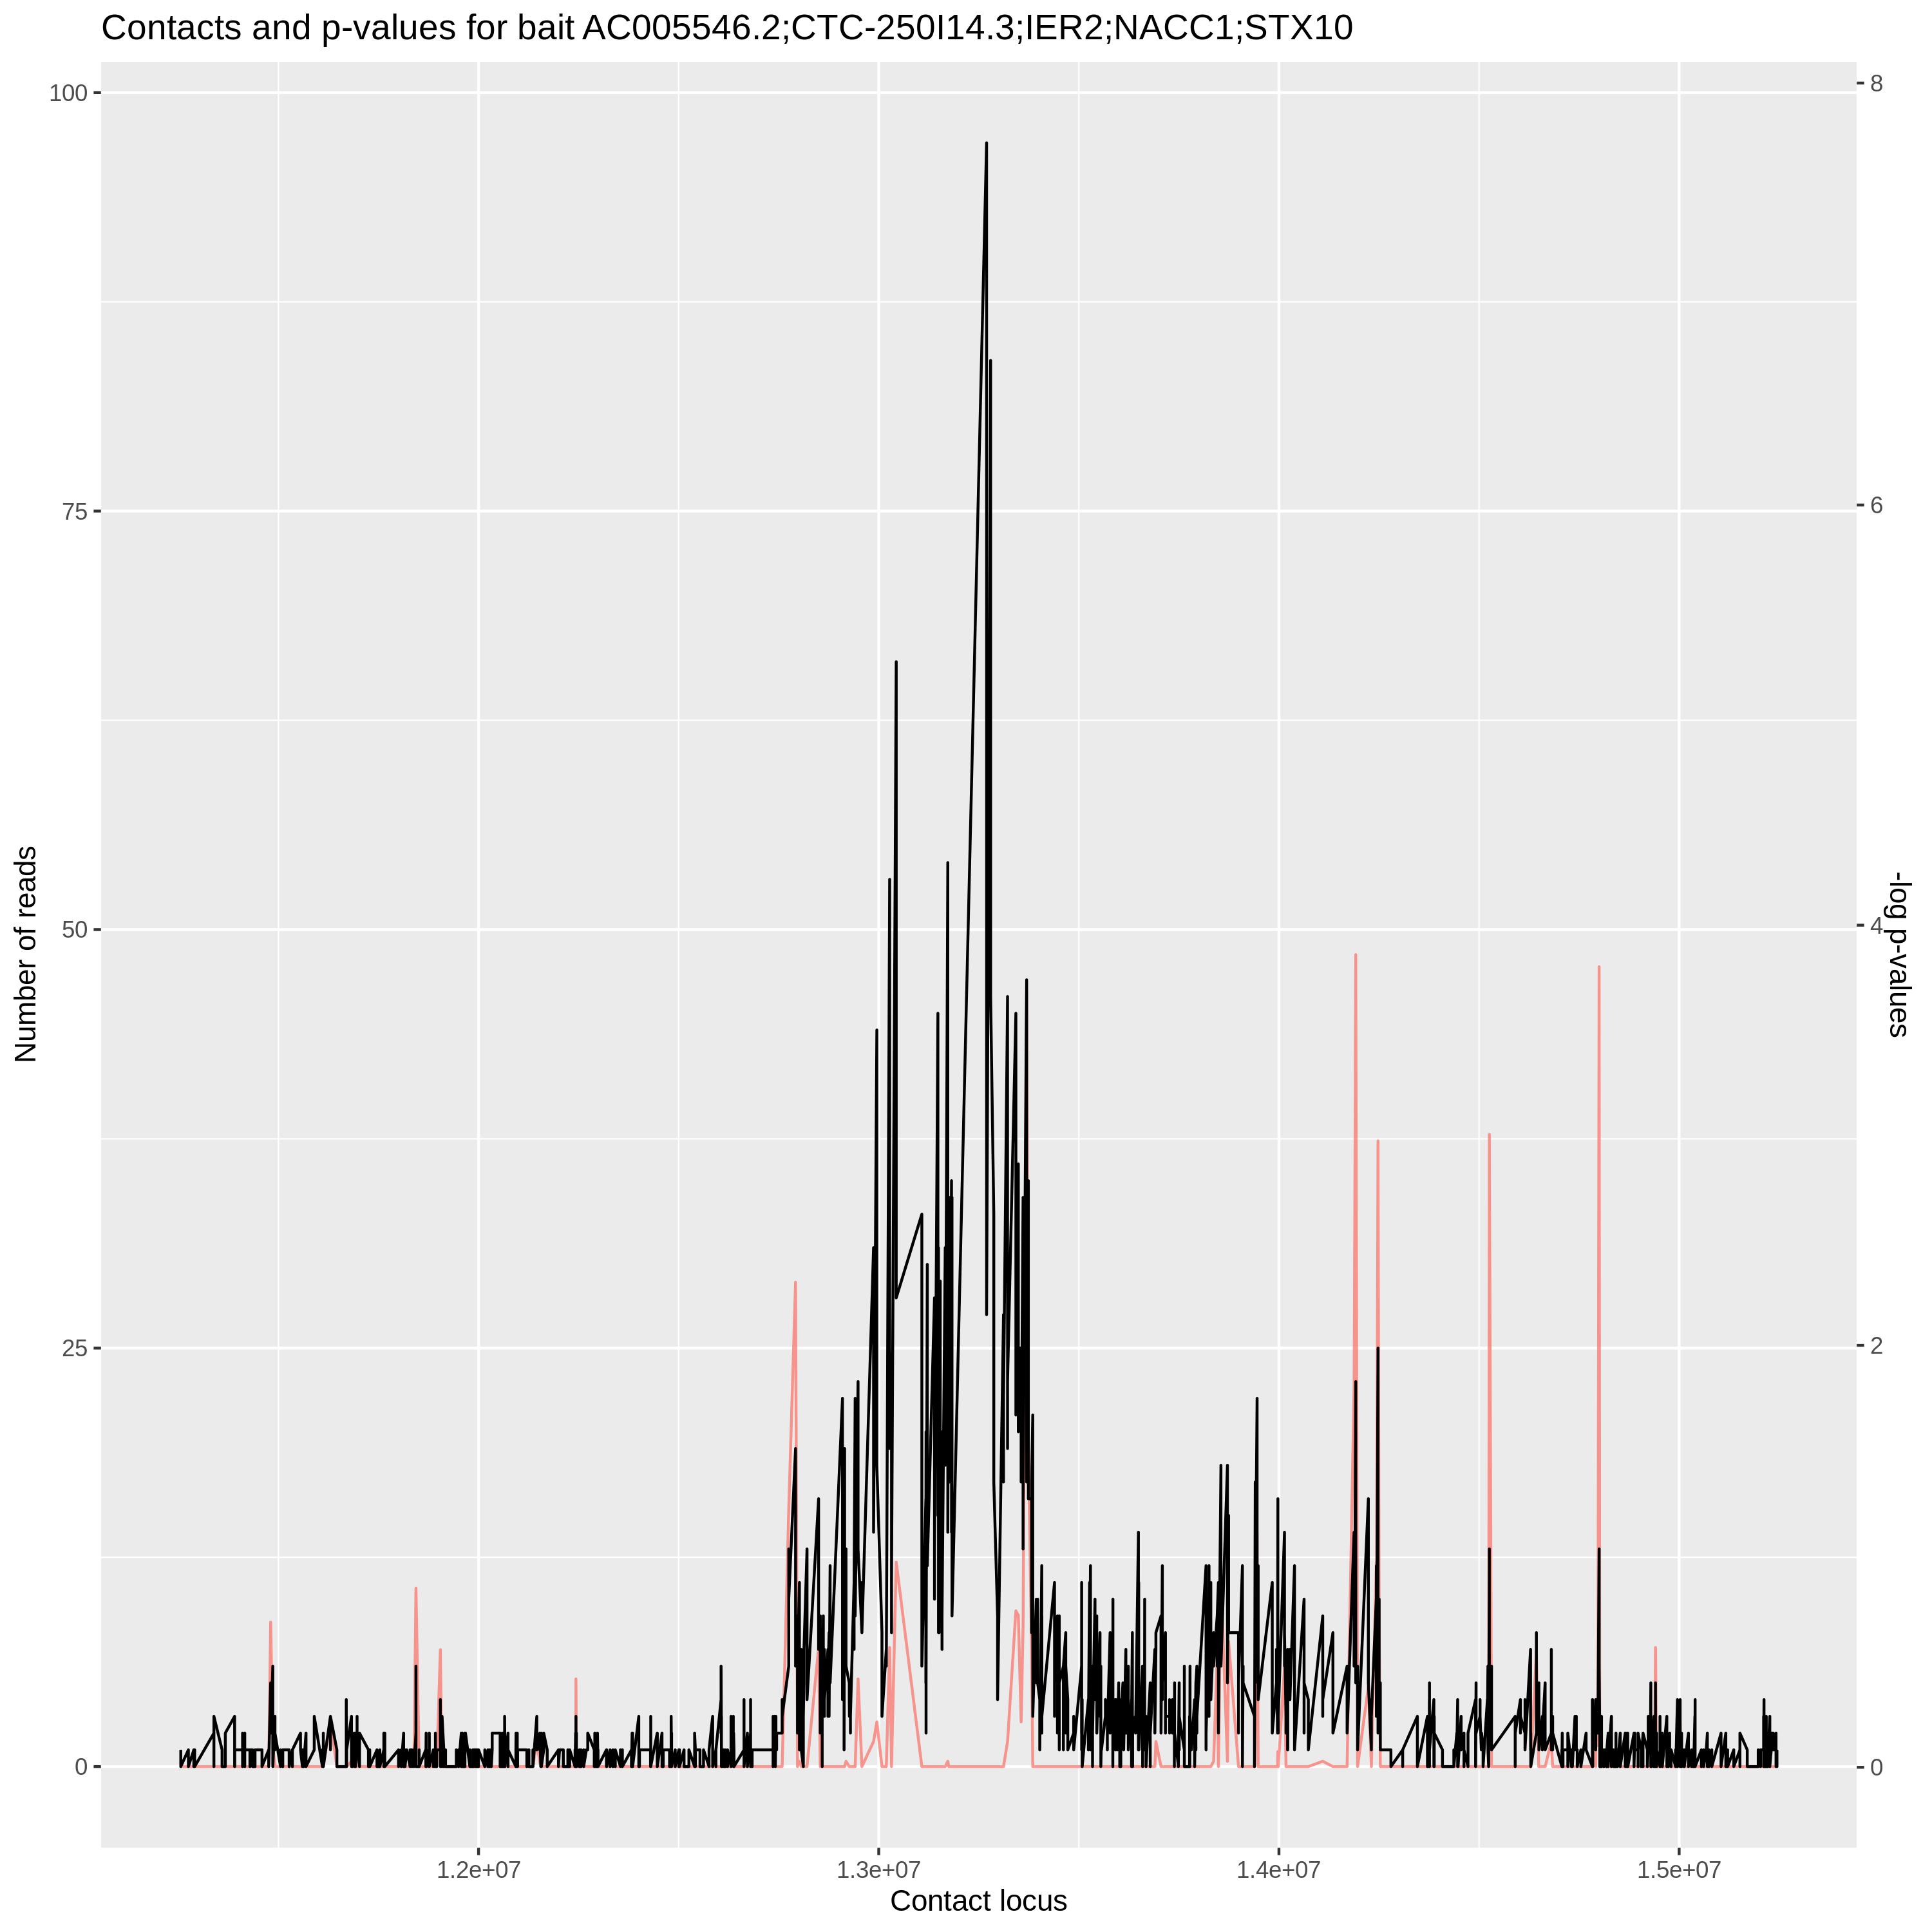 Contacts and p-values for bait AC005546.2;CTC-250I14.3;IER2;NACC1;STX10
100
75
50
25
0
Number of reads
8
6
4
2
0
-log p-values
1.2e+07
1.3e+07
1.4e+07
1.5e+07
Contact locus